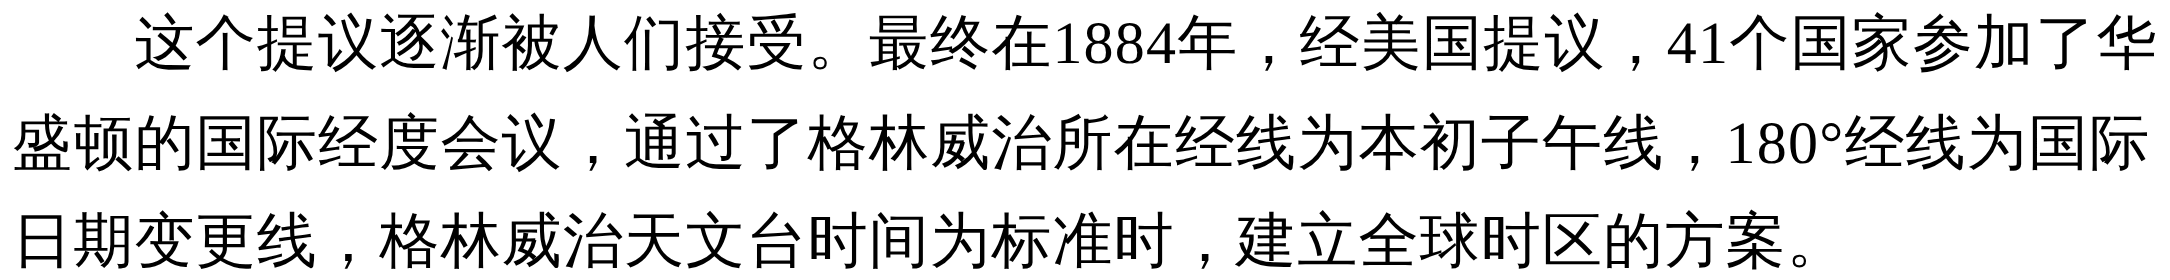 这个提议逐渐被人们接受。最终在1884年，经美国提议，41个国家参加了华
盛顿的国际经度会议，通过了格林威治所在经线为本初子午线，180°经线为国际
日期变更线，格林威治天文台时间为标准时，建立全球时区的方案。